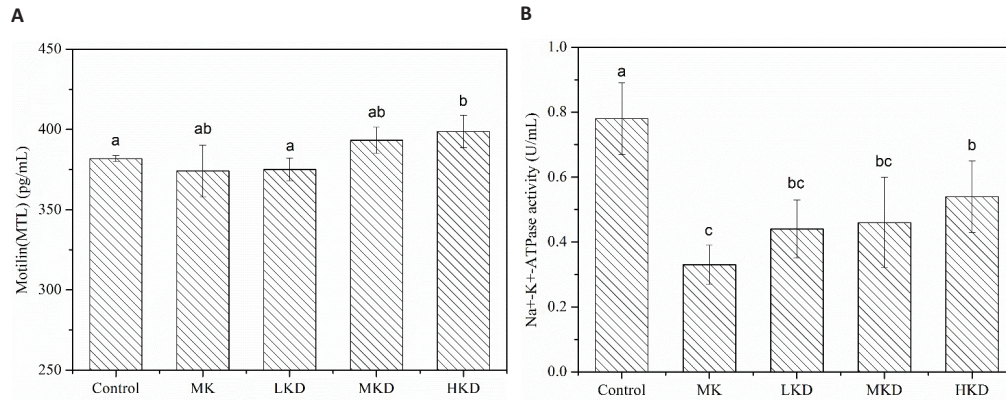 A
Motilin(MTL) (pg/mL)
450
400
350
300
250
a
ab
a
ab
b
Control MK LKD MKD HKD
B
Na+-K+-ATPase activity (U/mL)
1.0
0.8
0.6
0.4
0.2
0.0
a
c
bc
bc
b
Control MK LKD MKD HKD